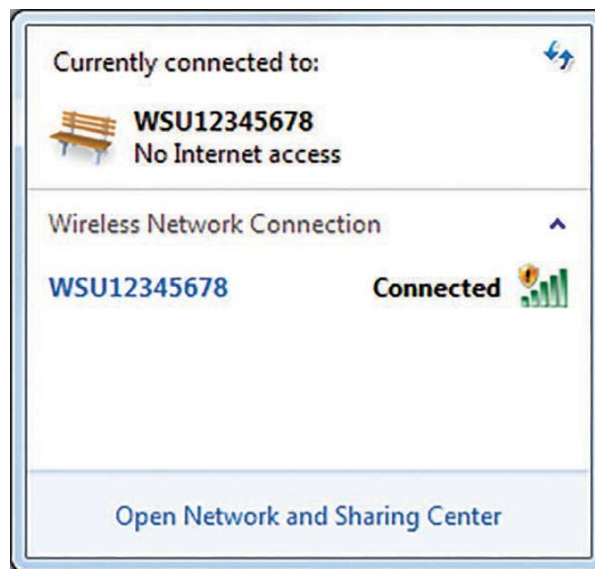 Currently connected to:
WSU12345678
No Internet access
Wireless Network Connection
WSU12345678 Connected
Open Network and Sharing Center